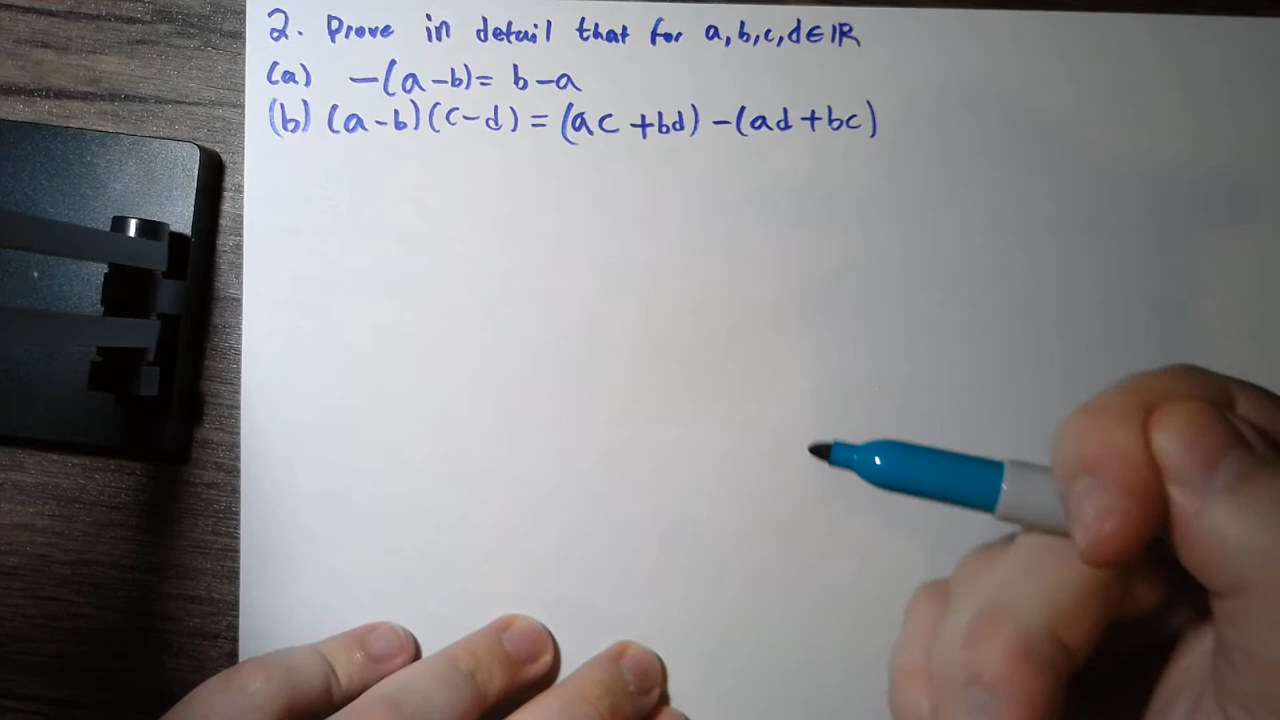 2. Prove in detail that for a,b,c,d∈ℝ
(a) -(a-b)= b-a
(b) (a-b)(c-d) = (ac +bd) -(ad+bc)